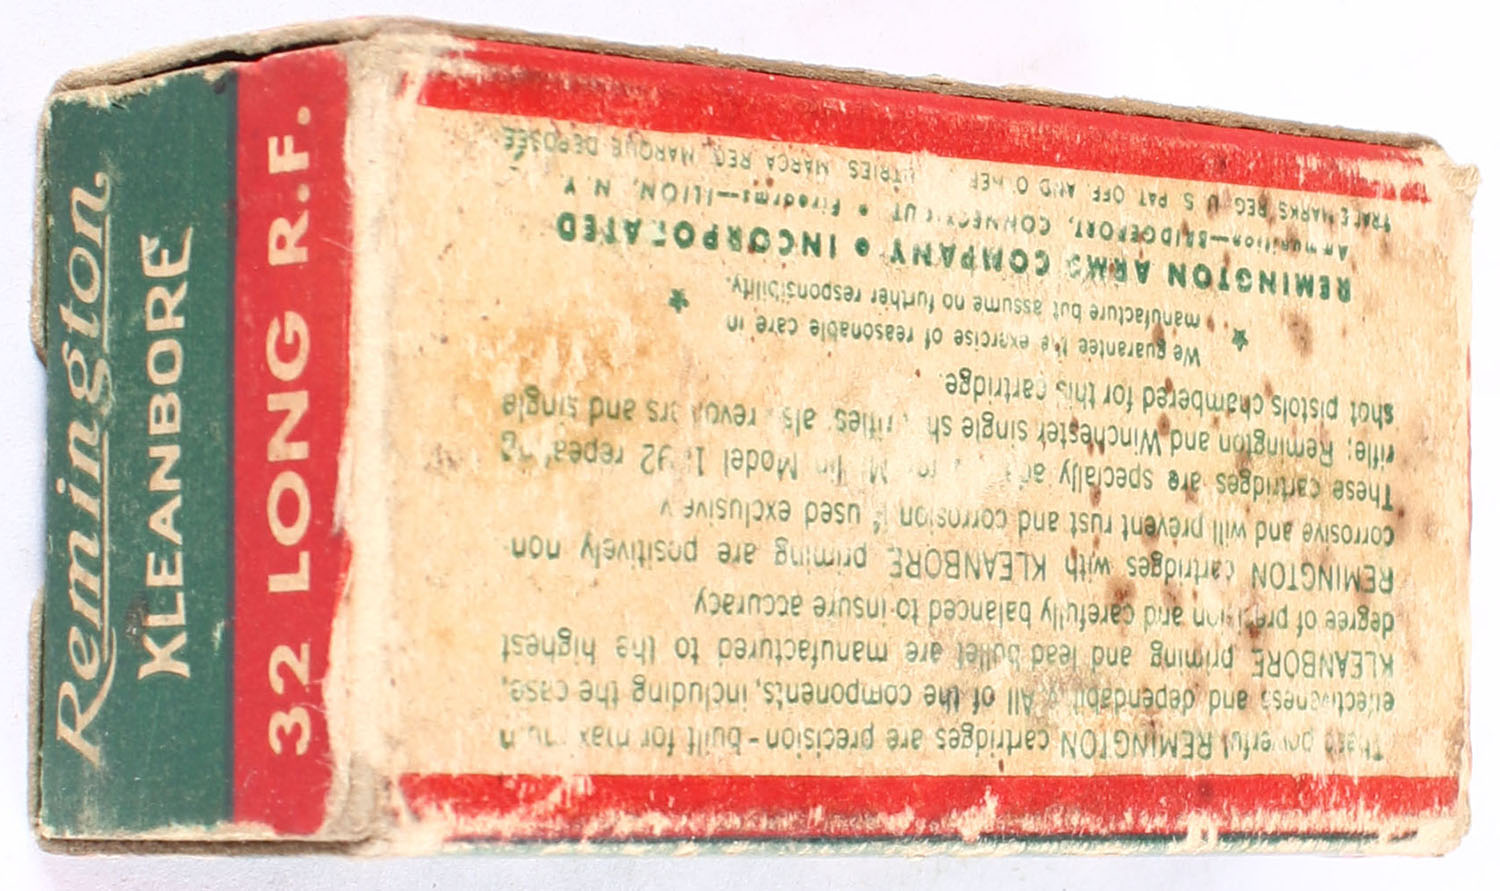 Remington
KLEANBORE
32 LONG R.F.
These powerful REMINGTON cartridges are precision-built for maximum
effectiveness and dependability. All of the components, including the case,
KLEANBORE priming and lead bullet are manufactured to the highest
degree of precision and carefully balanced to insure accuracy
REMINGTON cartridges with KLEANBORE priming are positively non
corrosive and will prevent rust and corrosion if used exclusively
These cartridges are specially Model repeating
rifle; Remington and Winchester single rifles, revolvers and single
shot pistols chambered for this cartridge.
We guarantee the exercise of reasonable care in
manufacture but assume no further responsibility.
REMINGTON ARMS COMPANY • INCORPORATED
Ammunition—BRIDGEPORT, CONNECTICUT • Firearms—ILION, N. Y.
TRADE MARKS REG. U. S. PAT. OFF. AND OTHER COUNTRIES. MARCA REG. MARQUE DEPOSÉE